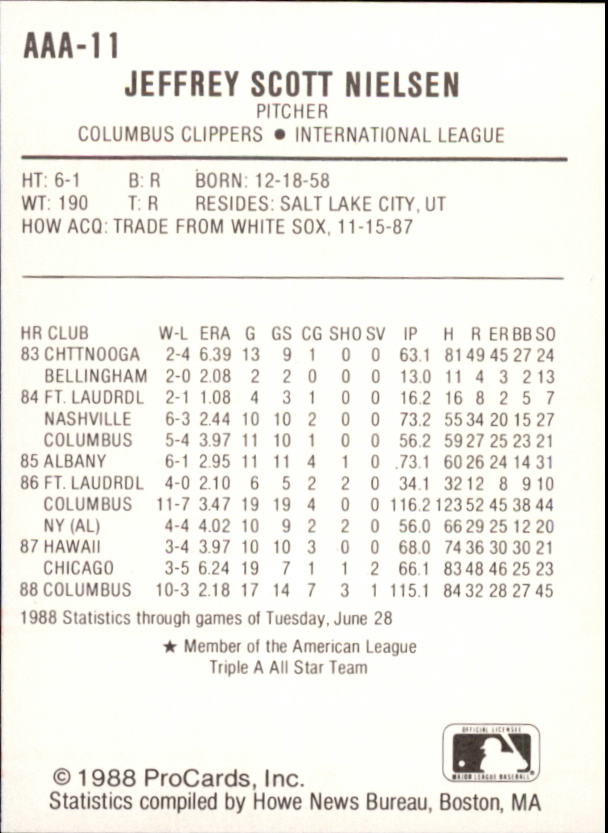 AAA-11
JEFFREY SCOTT NIELSEN
PITCHER
COLUMBUS CLIPPERS ● INTERNATIONAL LEAGUE
HT: 6-1 B: R BORN: 12-18-58
WT: 190 T: R RESIDES: SALT LAKE CITY, UT
HOW ACQ: TRADE FROM WHITE SOX, 11-15-87
HR CLUB W-L ERA G GS CG SHO SV IP H R ER BB SO
83 CHTTNOOGA 2-4 6.39 13 9 1 0 0 63.1 81 49 45 27 24
BELLINGHAM 2-0 2.08 2 2 0 0 0 13.0 11 4 3 2 13
84 FT. LAUDRDL 2-1 1.08 4 3 1 0 0 16.2 16 8 2 5 7
NASHVILLE 6-3 2.44 10 10 2 0 0 73.2 55 34 20 15 27
COLUMBUS 5-4 3.97 11 10 1 0 0 56.2 59 27 25 23 21
85 ALBANY 6-1 2.95 11 11 4 1 0 .73.1 60 26 24 14 31
86 FT. LAUDRDL 4-0 2.10 6 5 2 2 0 34.1 32 12 8 9 10
COLUMBUS 11-7 3.47 19 19 4 0 0 116.2 123 52 45 38 44
NY (AL) 4-4 4.02 10 9 2 2 0 56.0 66 29 25 12 20
87 HAWAII 3-4 3.97 10 10 3 0 0 68.0 74 36 30 30 21
CHICAGO 3-5 6.24 19 7 1 1 2 66.1 83 48 46 25 23
88 COLUMBUS 10-3 2.18 17 14 7 3 1 115.1 84 32 28 27 45
1988 Statistics through games of Tuesday, June 28
★ Member of the American League
Triple A All Star Team
OFFICIAL LICENSEE
MAJOR LEAGUE BASEBALL®
© 1988 ProCards, Inc.
Statistics compiled by Howe News Bureau, Boston, MA